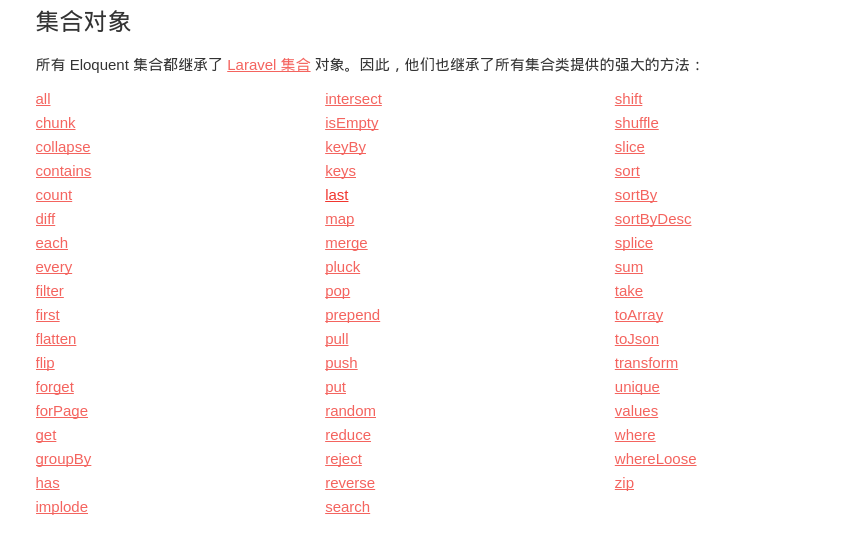 集合对象
所有 Eloquent 集合都继承了 Laravel 集合 对象。因此，他们也继承了所有集合类提供的强大的方法：
all
chunk
collapse
contains
count
diff
each
every
filter
first
flatten
flip
forget
forPage
get
groupBy
has
implode
intersect
isEmpty
keyBy
keys
last
map
merge
pluck
pop
prepend
pull
push
put
random
reduce
reject
reverse
search
shift
shuffle
slice
sort
sortBy
sortByDesc
splice
sum
take
toArray
toJson
transform
unique
values
where
whereLoose
zip